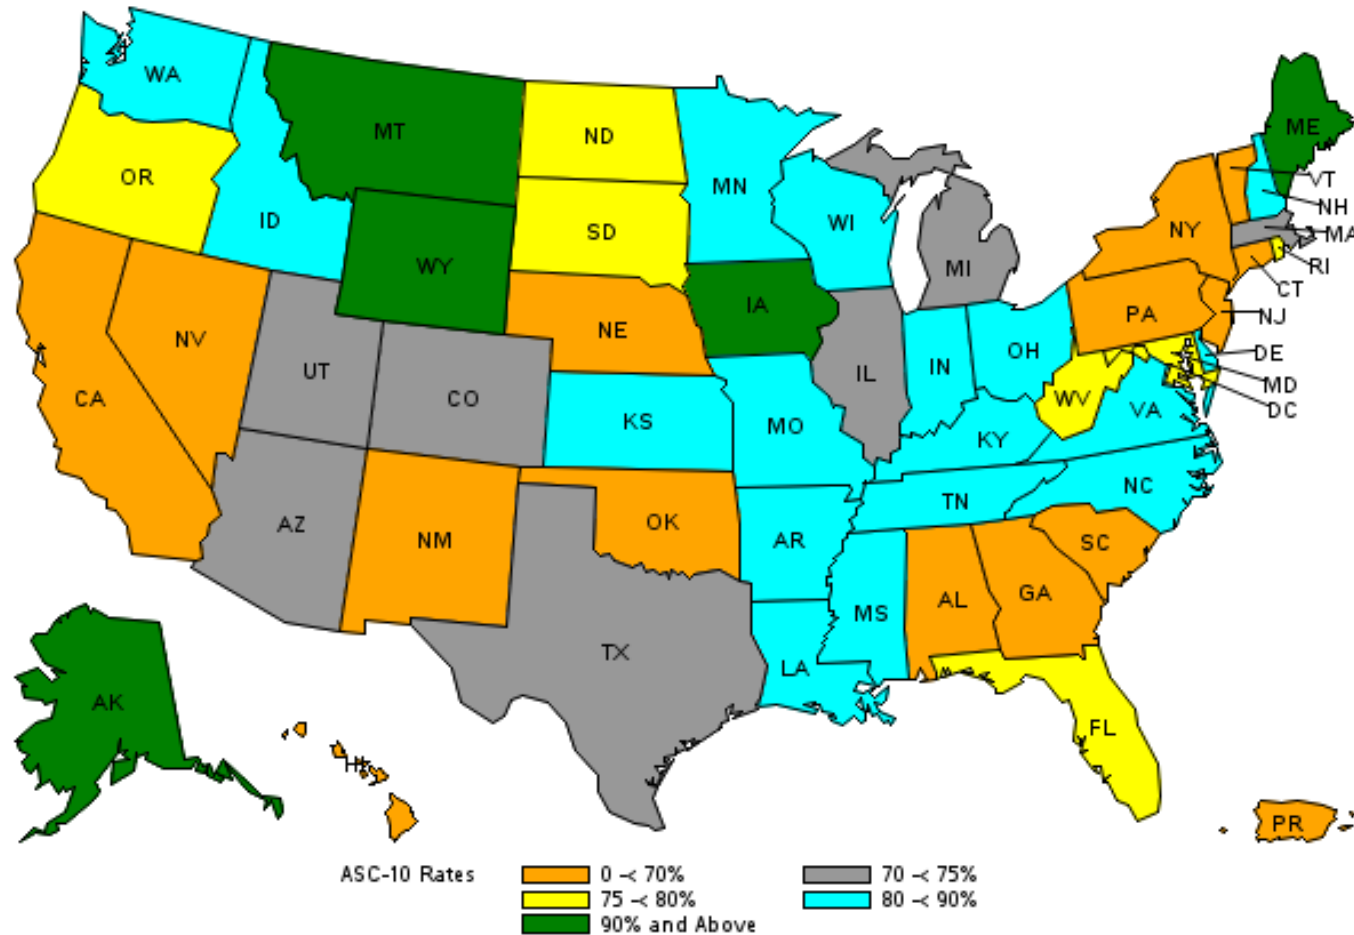 WA
MT
ND
ME
OR
MN
VT
ID
WI
NH
SD
NY
MA
WY
MI
RI
IA
CT
NE
PA
NJ
NV
OH
DE
UT
IN
IL
MD
CA
CO
WV
DC
VA
KS
MO
KY
NC
TN
AZ
OK
NM
AR
SC
AL
GA
MS
TX
LA
AK
FL
HI
PR
ASC-10 Rates
0 -< 70%
70 -< 75%
75 -< 80%
80 -< 90%
90% and Above